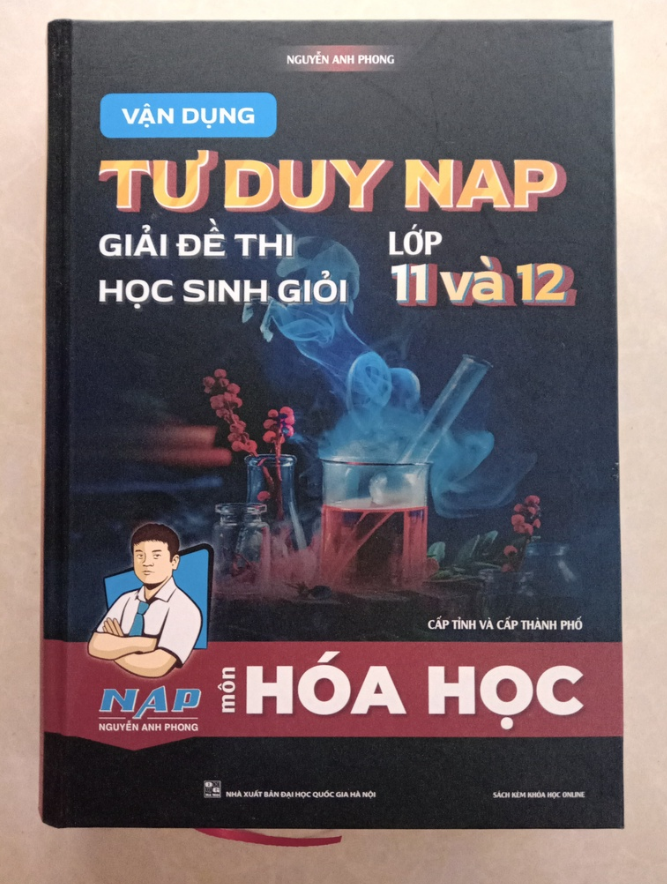 NGUYỄN ANH PHONG
VẬN DỤNG
TƯ DUY NAP
GIẢI ĐỀ THI
HỌC SINH GIỎI
LỚP
11 và 12
CẤP TỈNH VÀ CẤP THÀNH PHỐ
môn HÓA HỌC
NAP
NGUYỄN ANH PHONG
NHÀ XUẤT BẢN ĐẠI HỌC QUỐC GIA HÀ NỘI
SÁCH KÈM KHÓA HỌC ONLINE